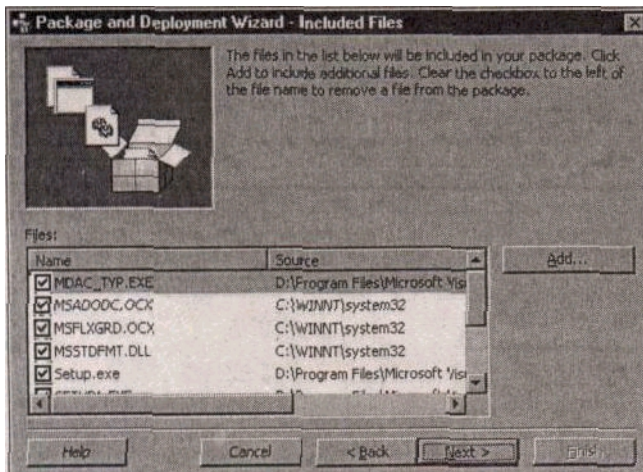 Package and Deployment Wizard - Included Files
The files in the list below will be included in your package. Click
Add to include additional files. Clear the checkbox to the left of
the file name to remove a file from the package.
Files:
Name Source
MDAC_TYP.EXE D:\Program Files\Microsoft Vis
MSADODC.OCX C:\WINNT\system32
MSFLXGRD.OCX C:\WINNT\system32
MSSTDFMT.DLL C:\WINNT\system32
Setup.exe D:\Program Files\Microsoft Vis
Add...
Help Cancel < Back Next > Finish